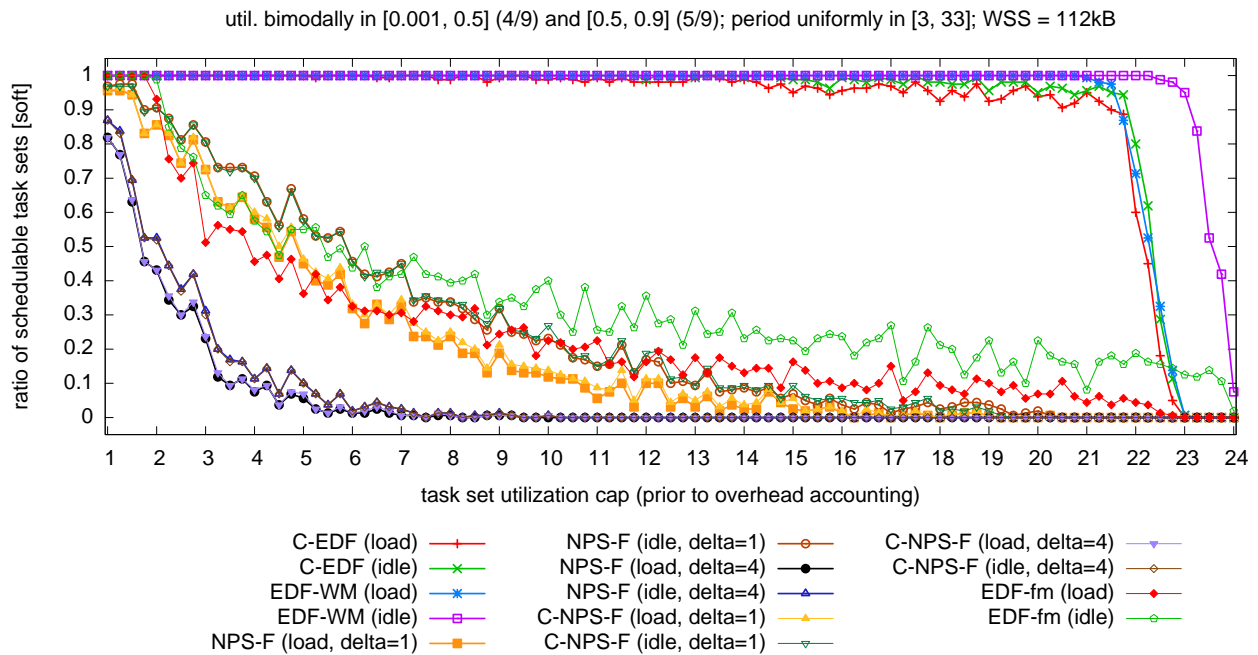 util. bimodally in [0.001, 0.5] (4/9) and [0.5, 0.9] (5/9); period uniformly in [3, 33]; WSS = 112kB
ratio of schedulable task sets [soft]
1
0.9
0.8
0.7
0.6
0.5
0.4
0.3
0.2
0.1
0
1 2 3 4 5 6 7 8 9 10 11 12 13 14 15 16 17 18 19 20 21 22 23 24
task set utilization cap (prior to overhead accounting)
C-EDF (load)
C-EDF (idle)
EDF-WM (load)
EDF-WM (idle)
NPS-F (load, delta=1)
NPS-F (idle, delta=1)
NPS-F (load, delta=4)
NPS-F (idle, delta=4)
C-NPS-F (load, delta=1)
C-NPS-F (idle, delta=1)
C-NPS-F (load, delta=4)
C-NPS-F (idle, delta=4)
EDF-fm (load)
EDF-fm (idle)